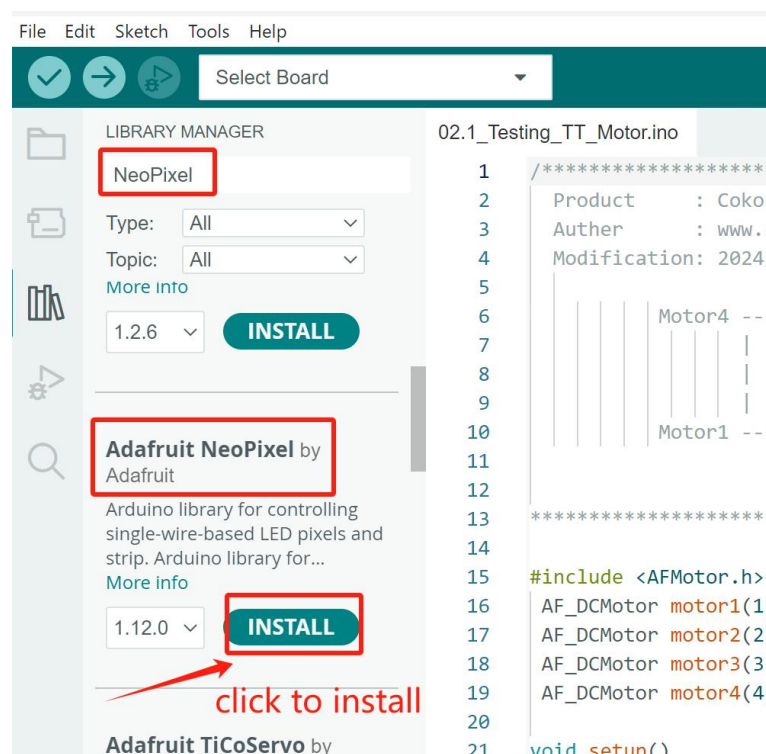 File Edit Sketch Tools Help
Select Board
LIBRARY MANAGER
NeoPixel
Type: All
Topic: All
More info
1.2.6 INSTALL
Adafruit NeoPixel by
Adafruit
Arduino library for controlling
single-wire-based LED pixels and
strip. Arduino library for...
More info
1.12.0 INSTALL
click to install
Adafruit TiCoServo by
02.1_Testing_TT_Motor.ino
1 /********************
2 Product : Coko
3 Auther : www.
4 Modification: 2024
5
6 Motor4 --
7 |
8 |
9 |
10 Motor1 --
11
12
13 ********************
14
15 #include <AFMotor.h>
16 AF_DCMotor motor1(1
17 AF_DCMotor motor2(2
18 AF_DCMotor motor3(3
19 AF_DCMotor motor4(4
20
21 void setup()